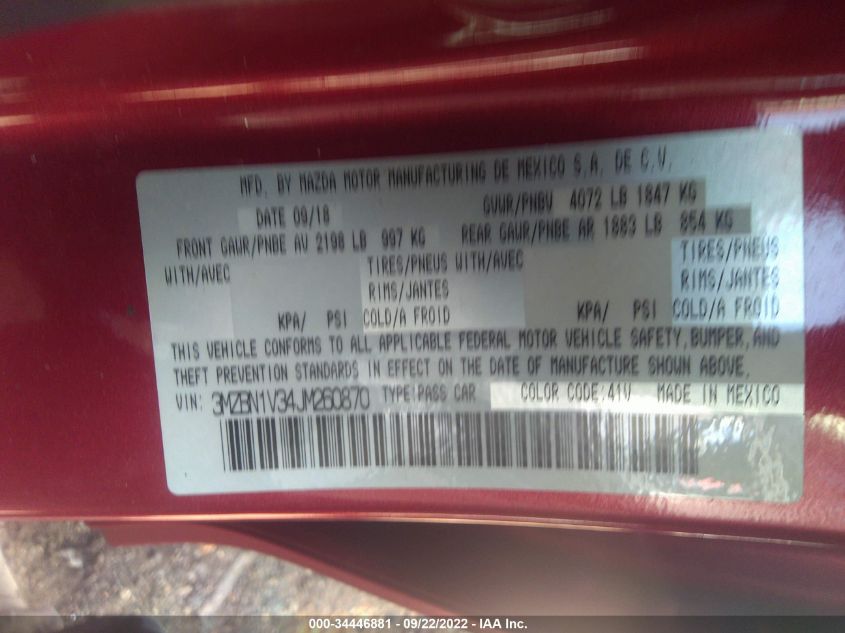 MFD. BY MAZDA MOTOR MANUFACTURING DE MEXICO S.A. DE C.V.
DATE 09/18 GVWR/PNBV 4072 LB 1847 KG
FRONT GAWR/PNBE AV 2198 LB 997 KG REAR GAWR/PNBE AR 1883 LB 854 KG
WITH/AVEC TIRES/PNEUS WITH/AVEC TIRES/PNEUS
RIMS/JANTES RIMS/JANTES
KPA/ PSI COLD/A FROID KPA/ PSI COLD/A FROID
THIS VEHICLE CONFORMS TO ALL APPLICABLE FEDERAL MOTOR VEHICLE SAFETY, BUMPER, AND
THEFT PREVENTION STANDARDS IN EFFECT ON THE DATE OF MANUFACTURE SHOWN ABOVE.
VIN: 3MZBN1V34JM260870 TYPE:PASS CAR COLOR CODE:41V MADE IN MEXICO
000-34446881 - 09/22/2022 - IAA Inc.